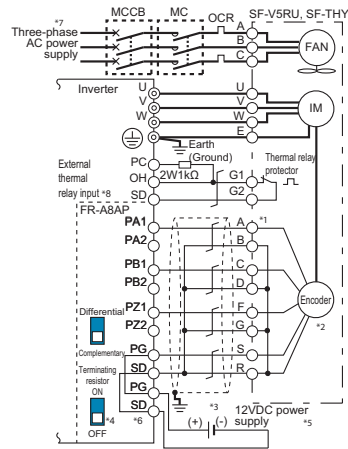 MCCB MC OCR SF-V5RU, SF-THY
*7
Three-phase
AC power
supply
A
B
C
FAN
Inverter
U U
V V
W W
E
IM
Earth
(Ground)
External
thermal
relay input *8
PC
OH
SD
2W1kΩ
G1
G2
Thermal relay
protector
FR-A8AP
PA1 A *1
PA2 B
PB1 C
PB2 D
PZ1 F
PZ2 G
PG S
SD R
PG
SD
Encoder
*2
Differential
Complementary
Terminating
resistor
ON
*4
OFF
*6
*3
(+) (-)
12VDC power
supply *5